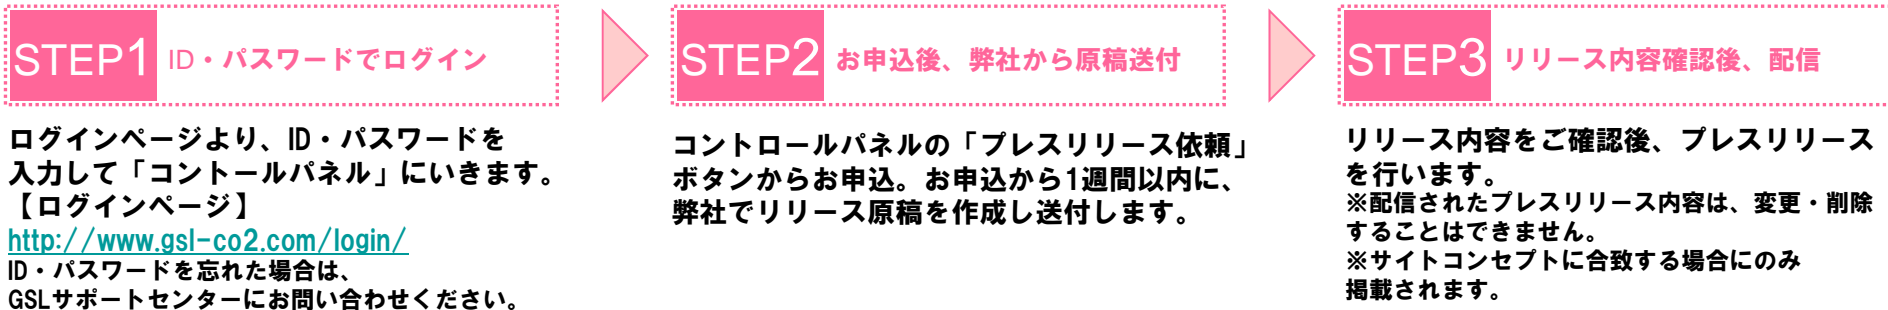 STEP1 ID・パスワードでログイン
ログインページより、ID・パスワードを
入力して「コントールパネル」にいきます。
【ログインページ】
http://www.gsl-co2.com/login/
ID・パスワードを忘れた場合は、
GSLサポートセンターにお問い合わせください。
STEP2 お申込後、弊社から原稿送付
コントロールパネルの「プレスリリース依頼」
ボタンからお申込。お申込から1週間以内に、
弊社でリリース原稿を作成し送付します。
STEP3 リリース内容確認後、配信
リリース内容をご確認後、プレスリリース
を行います。
※配信されたプレスリリース内容は、変更・削除
することはできません。
※サイトコンセプトに合致する場合にのみ
掲載されます。